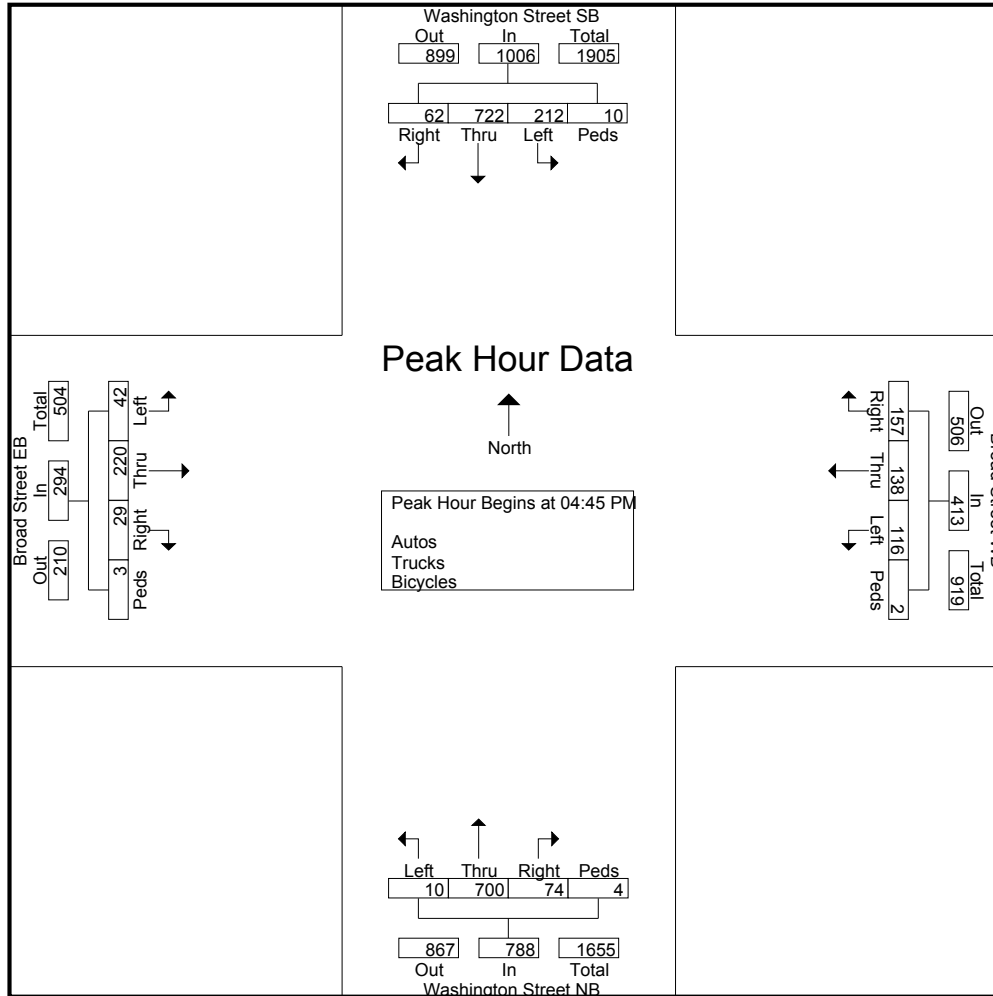 Washington Street SB
Out In Total
899 1006 1905
62 722 212 10
Right Thru Left Peds
Peak Hour Data
North
Peak Hour Begins at 04:45 PM
Autos
Trucks
Bicycles
Broad Street EB
Out In Total
210 294 504
3 29 220 42
Peds Right Thru Left
Out In Total
506 413 919
157 138 116 2
Right Thru Left Peds
Left Thru Right Peds
10 700 74 4
867 788 1655
Out In Total
Washington Street NB